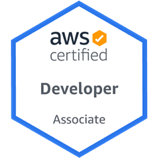 aws
certified
Developer
Associate